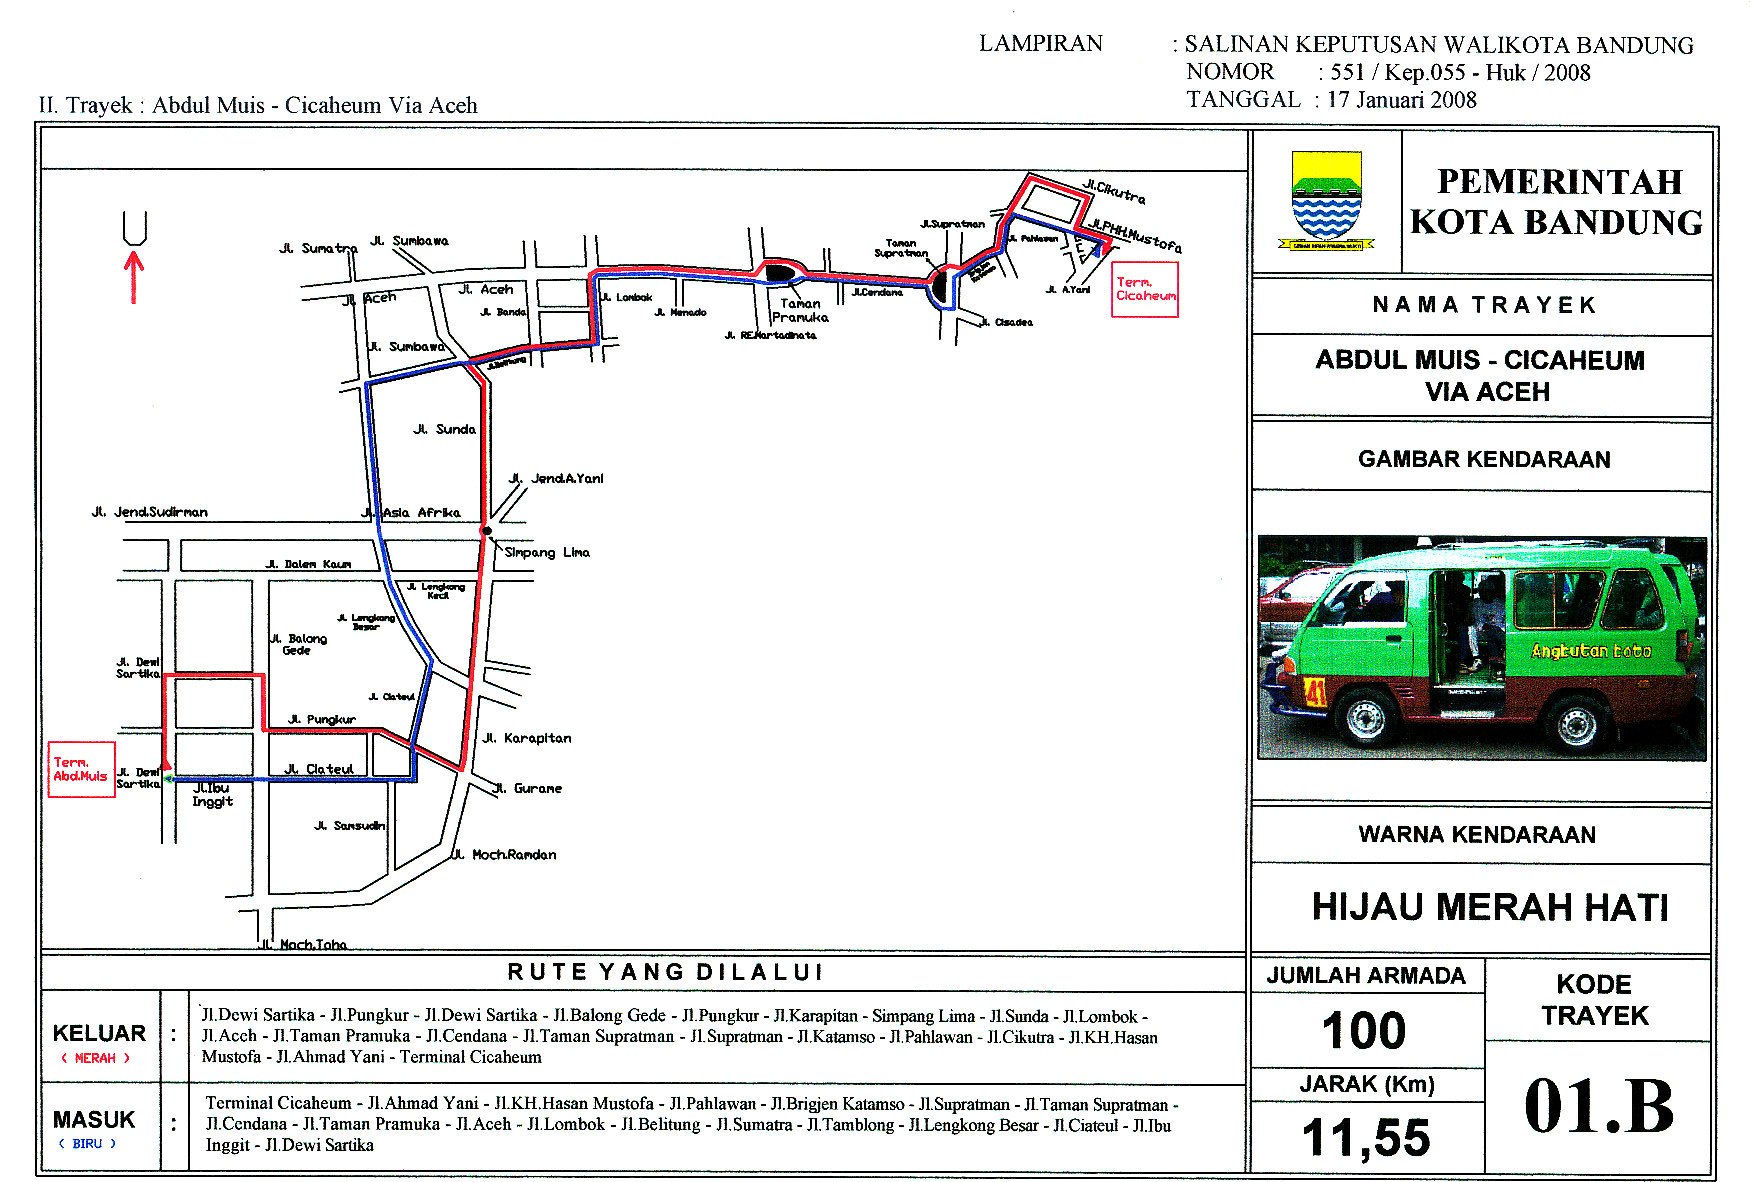 LAMPIRAN : SALINAN KEPUTUSAN WALIKOTA BANDUNG
NOMOR : 551 / Kep.055 - Huk / 2008
TANGGAL : 17 Januari 2008
II. Trayek : Abdul Muis - Cicaheum Via Aceh
PEMERINTAH
KOTA BANDUNG
U
Jl. Sumatra
Jl. Sumbawa
Jl. Aceh
Jl. Aceh
Jl. Banda
Jl. Sumbawa
Jl. Belitung
Jl. Lombok
Jl. Menado
Jl. RE.Martadinata
Taman
Pramuka
Jl.Cendana
Taman
Supratman
Jl.Supratman
Jl. Cisadea
Jl. Pahlawan
Jl.Cikutra
Jl.PHH.Mustofa
Jl. A.Yani
Term.
Cicaheum
Jl. Sunda
Jl. Jend.A.Yani
Jl. Jend.Sudirman
Jl. Asia Afrika
Simpang Lima
Jl. Dalem Kaum
Jl. Lengkong
Kecil
Jl. Lengkong
Besar
Jl. Balong
Gede
Jl. Dewi
Sartika
Jl. Ciateul
Jl. Pungkur
Jl. Karapitan
Term.
Abd.Muis
Jl. Dewi
Sartika
Jl. Ciateul
Jl.Ibu
Inggit
Jl. Gurame
Jl. Samsudin
Jl. Moch.Ramdan
Jl. Moch.Toha
NAMA TRAYEK
ABDUL MUIS - CICAHEUM
VIA ACEH
GAMBAR KENDARAAN
Angkutan kota
41
WARNA KENDARAAN
HIJAU MERAH HATI
JUMLAH ARMADA
100
JARAK (Km)
11,55
KODE
TRAYEK
01.B
RUTE YANG DILALUI
KELUAR :
( MERAH )
Jl.Dewi Sartika - Jl.Pungkur - Jl.Dewi Sartika - Jl.Balong Gede - Jl.Pungkur - Jl.Karapitan - Simpang Lima - Jl.Sunda - Jl.Lombok -
Jl.Aceh - Jl.Taman Pramuka - Jl.Cendana - Jl.Taman Supratman - Jl.Supratman - Jl.Katamso - Jl.Pahlawan - Jl.Cikutra - Jl.KH.Hasan
Mustofa - Jl.Ahmad Yani - Terminal Cicaheum
MASUK :
( BIRU )
Terminal Cicaheum - Jl.Ahmad Yani - Jl.KH.Hasan Mustofa - Jl.Pahlawan - Jl.Brigjen Katamso - Jl.Supratman - Jl.Taman Supratman -
Jl.Cendana - Jl.Taman Pramuka - Jl.Aceh - Jl.Lombok - Jl.Belitung - Jl.Sumatra - Jl.Tamblong - Jl.Lengkong Besar - Jl.Ciateul - Jl.Ibu
Inggit - Jl.Dewi Sartika